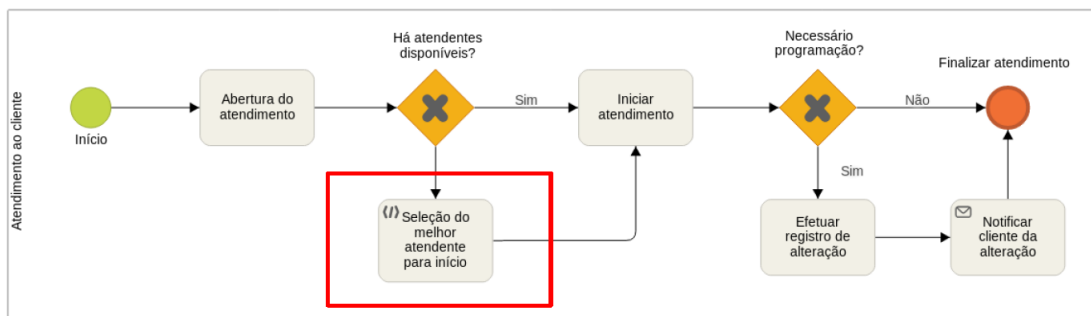 Atendimento ao cliente
Início
Abertura do
atendimento
Há atendentes
disponíveis?
Sim
Seleção do
melhor
atendente
para início
Iniciar
atendimento
Necessário
programação?
Não
Sim
Finalizar atendimento
Efetuar
registro de
alteração
Notificar
cliente da
alteração